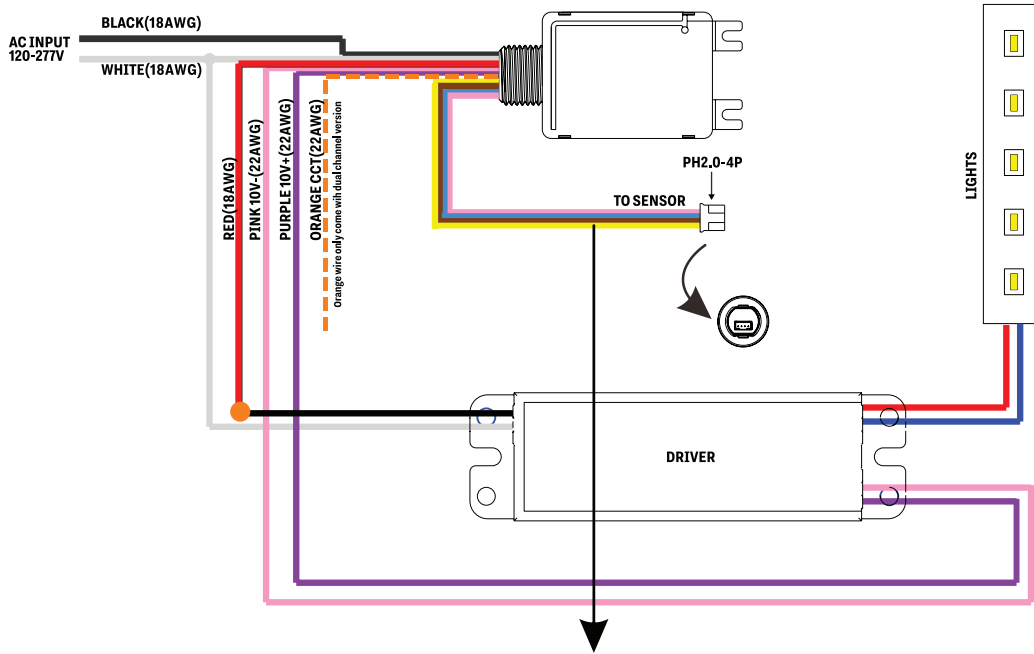 BLACK(18AWG)
AC INPUT
120-277V
WHITE(18AWG)
RED(18AWG)
PINK 10V-(22AWG)
PURPLE 10V+(22AWG)
ORANGE CCT(22AWG)
Orange wire only come wih dual channel version
PH2.0-4P
TO SENSOR
LIGHTS
DRIVER